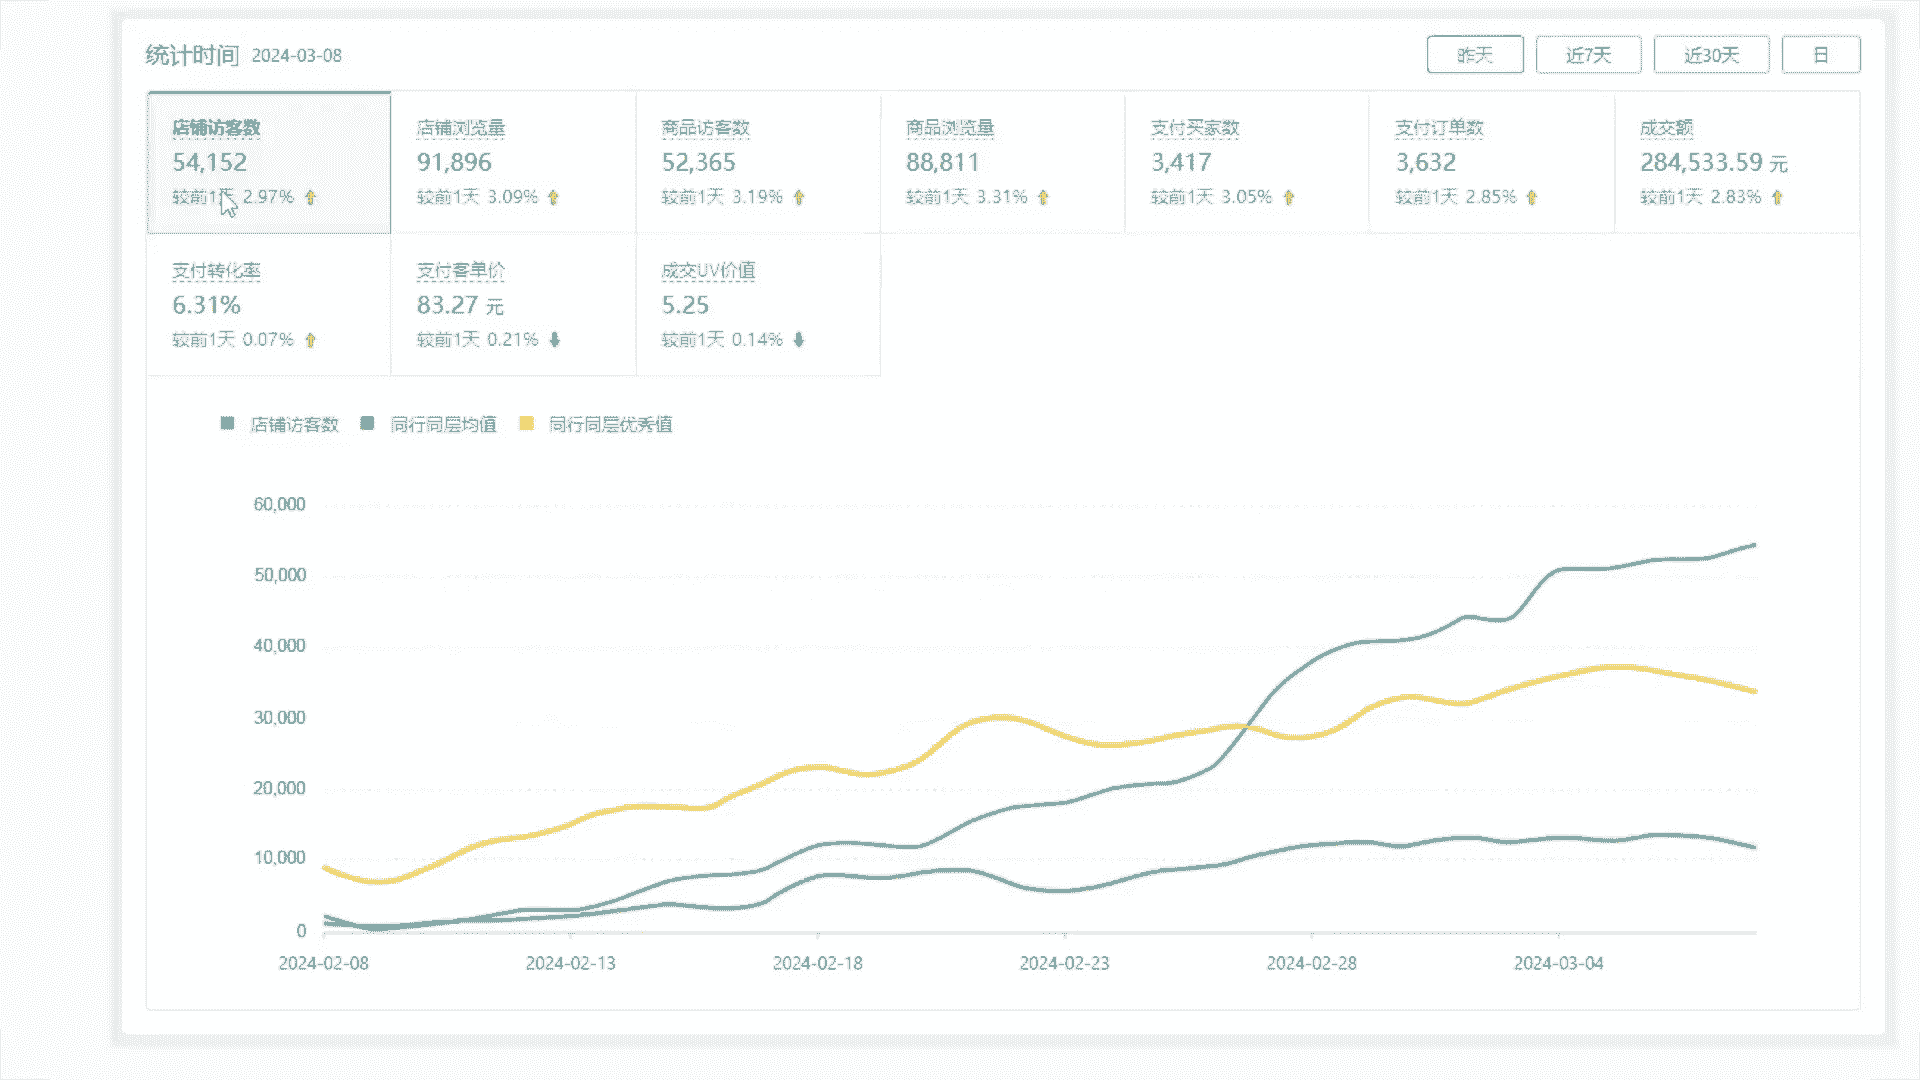 统计时间 2024-03-08
昨天 近7天 近30天 日
店铺访客数
54,152
较前1天 2.97%
店铺浏览量
91,896
较前1天 3.09%
商品访客数
52,365
较前1天 3.19%
商品浏览量
88,811
较前1天 3.31%
支付买家数
3,417
较前1天 3.05%
支付订单数
3,632
较前1天 2.85%
成交额
284,533.59 元
较前1天 2.83%
支付转化率
6.31%
较前1天 0.07%
支付客单价
83.27 元
较前1天 0.21%
成交UV价值
5.25
较前1天 0.14%
店铺访客数 同行同层均值 同行同层优秀值
60,000
50,000
40,000
30,000
20,000
10,000
0
2024-02-08 2024-02-13 2024-02-18 2024-02-23 2024-02-28 2024-03-04